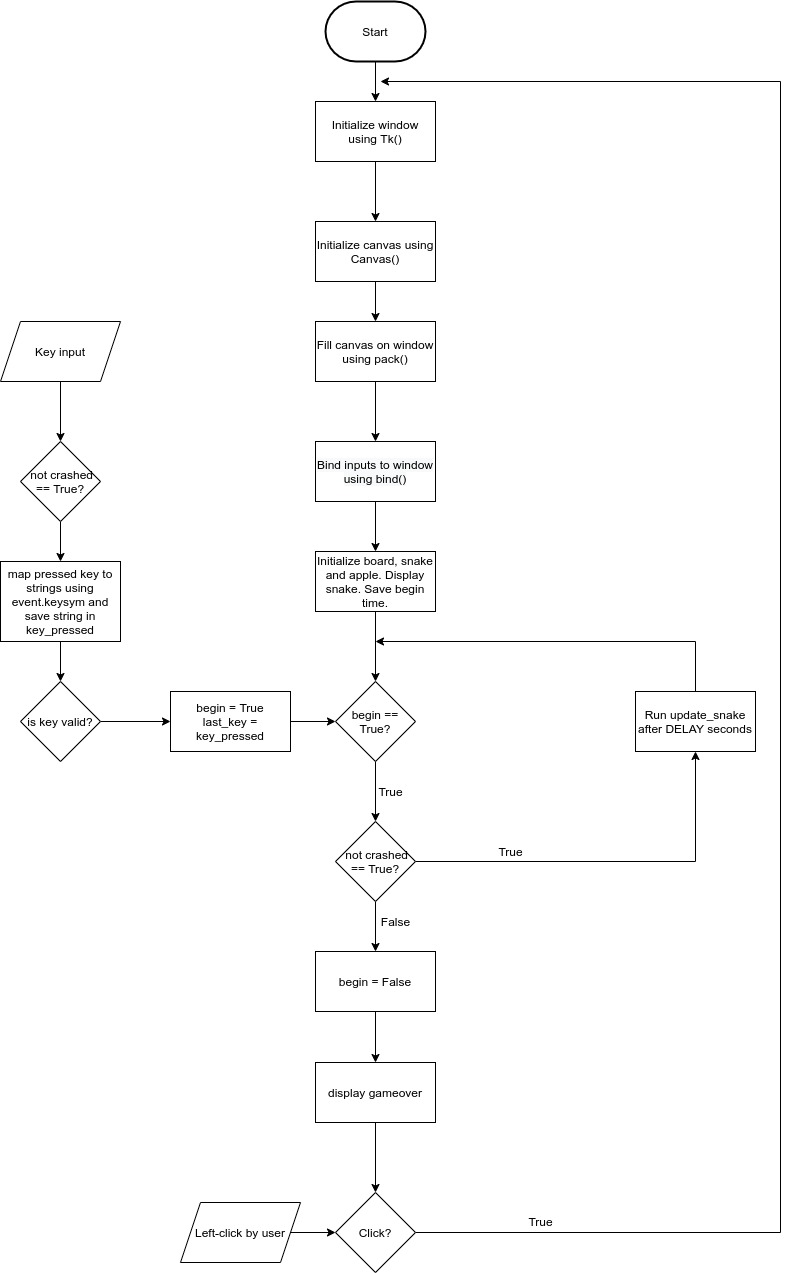 Start
Initialize window
using Tk()
Initialize canvas using
Canvas()
Key input
Fill canvas on window
using pack()
not crashed
== True?
Bind inputs to window
using bind()
map pressed key to
strings using
event.keysym and
save string in
key_pressed
Initialize board, snake
and apple. Display
snake. Save begin
time.
is key valid?
begin = True
last_key =
key_pressed
begin ==
True?
Run update_snake
after DELAY seconds
True
not crashed
== True?
True
False
begin = False
display gameover
Left-click by user
Click?
True